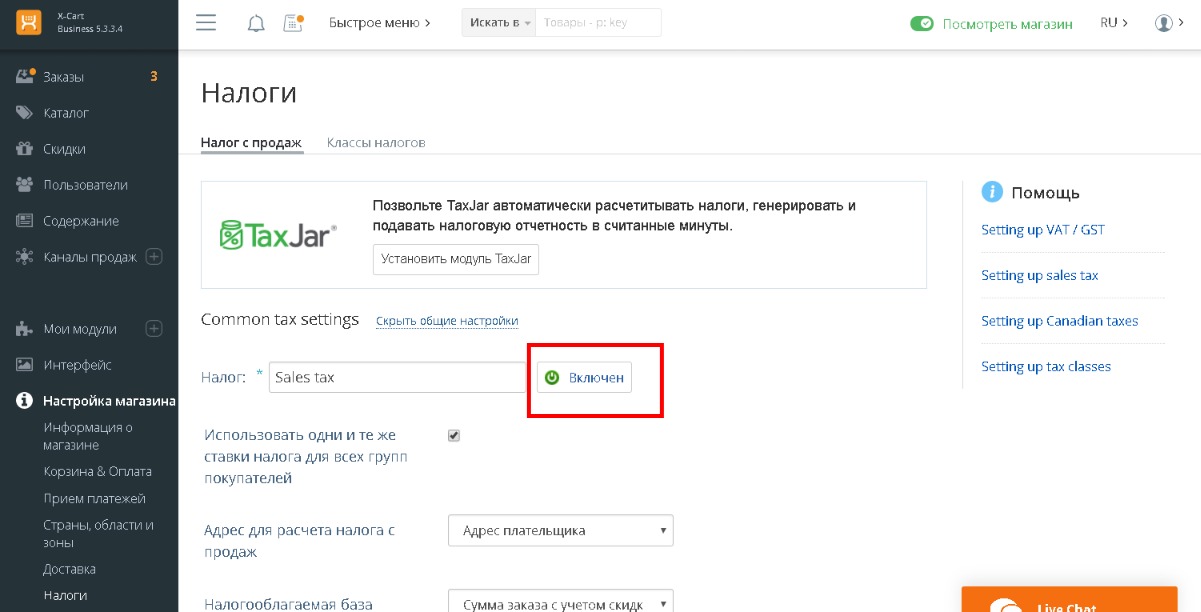 X-Cart
Business 5.3.3.4
Быстрое меню >
Искать в
Товары - p: key
Посмотреть магазин
RU >
Заказы 3
Каталог
Скидки
Пользователи
Содержание
Каналы продаж
Мои модули
Интерфейс
Настройка магазина
Информация о
магазине
Корзина & Оплата
Прием платежей
Страны, области и
зоны
Доставка
Налоги
Налоги
Налог с продаж
Классы налогов
TaxJar®
Позвольте TaxJar автоматически расчетитывать налоги, генерировать и
подавать налоговую отчетность в считанные минуты.
Установить модуль TaxJar
Common tax settings
Скрыть общие настройки
Налог: *
Sales tax
Включен
Использовать одни и те же
ставки налога для всех групп
покупателей
Адрес для расчета налога с
продаж
Адрес плательщика
Налогооблагаемая база
Сумма заказа с учетом скидк
Помощь
Setting up VAT / GST
Setting up sales tax
Setting up Canadian taxes
Setting up tax classes
Live Chat